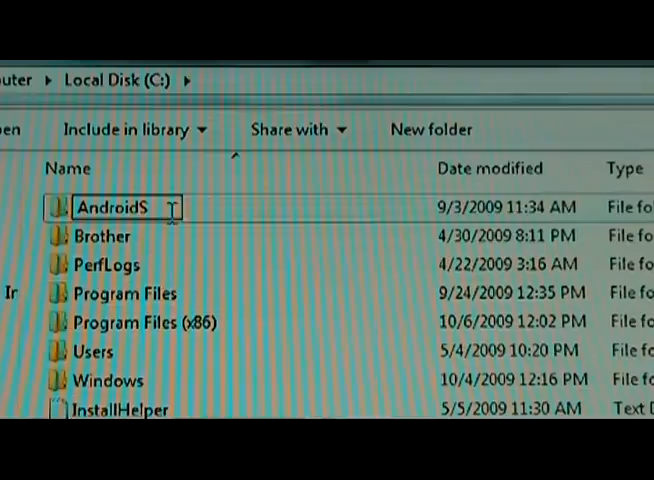 uter ▸ Local Disk (C:) ▸
en Include in library ▾ Share with ▾ New folder
Name Date modified Type
AndroidS 9/3/2009 11:34 AM File fo
Brother 4/30/2009 8:11 PM File fo
PerfLogs 4/22/2009 3:16 AM File fo
Ir Program Files 9/24/2009 12:35 PM File fo
Program Files (x86) 10/6/2009 12:02 PM File fo
Users 5/4/2009 10:20 PM File fo
Windows 10/4/2009 12:16 PM File fo
InstallHelper 5/5/2009 11:30 AM Text D